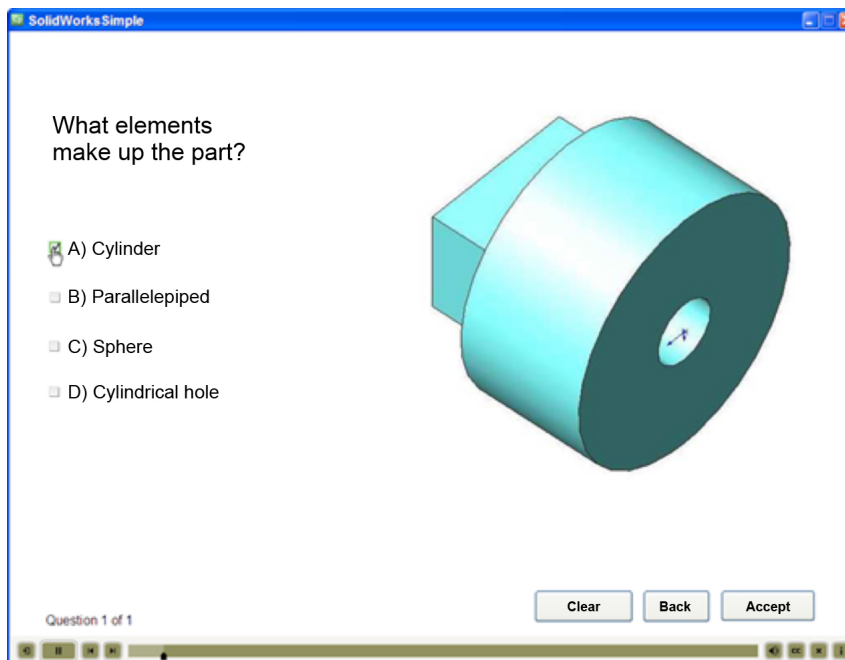 SolidWorksSimple
What elements
make up the part?
A) Cylinder
B) Parallelepiped
C) Sphere
D) Cylindrical hole
Clear
Back
Accept
Question 1 of 1
CC